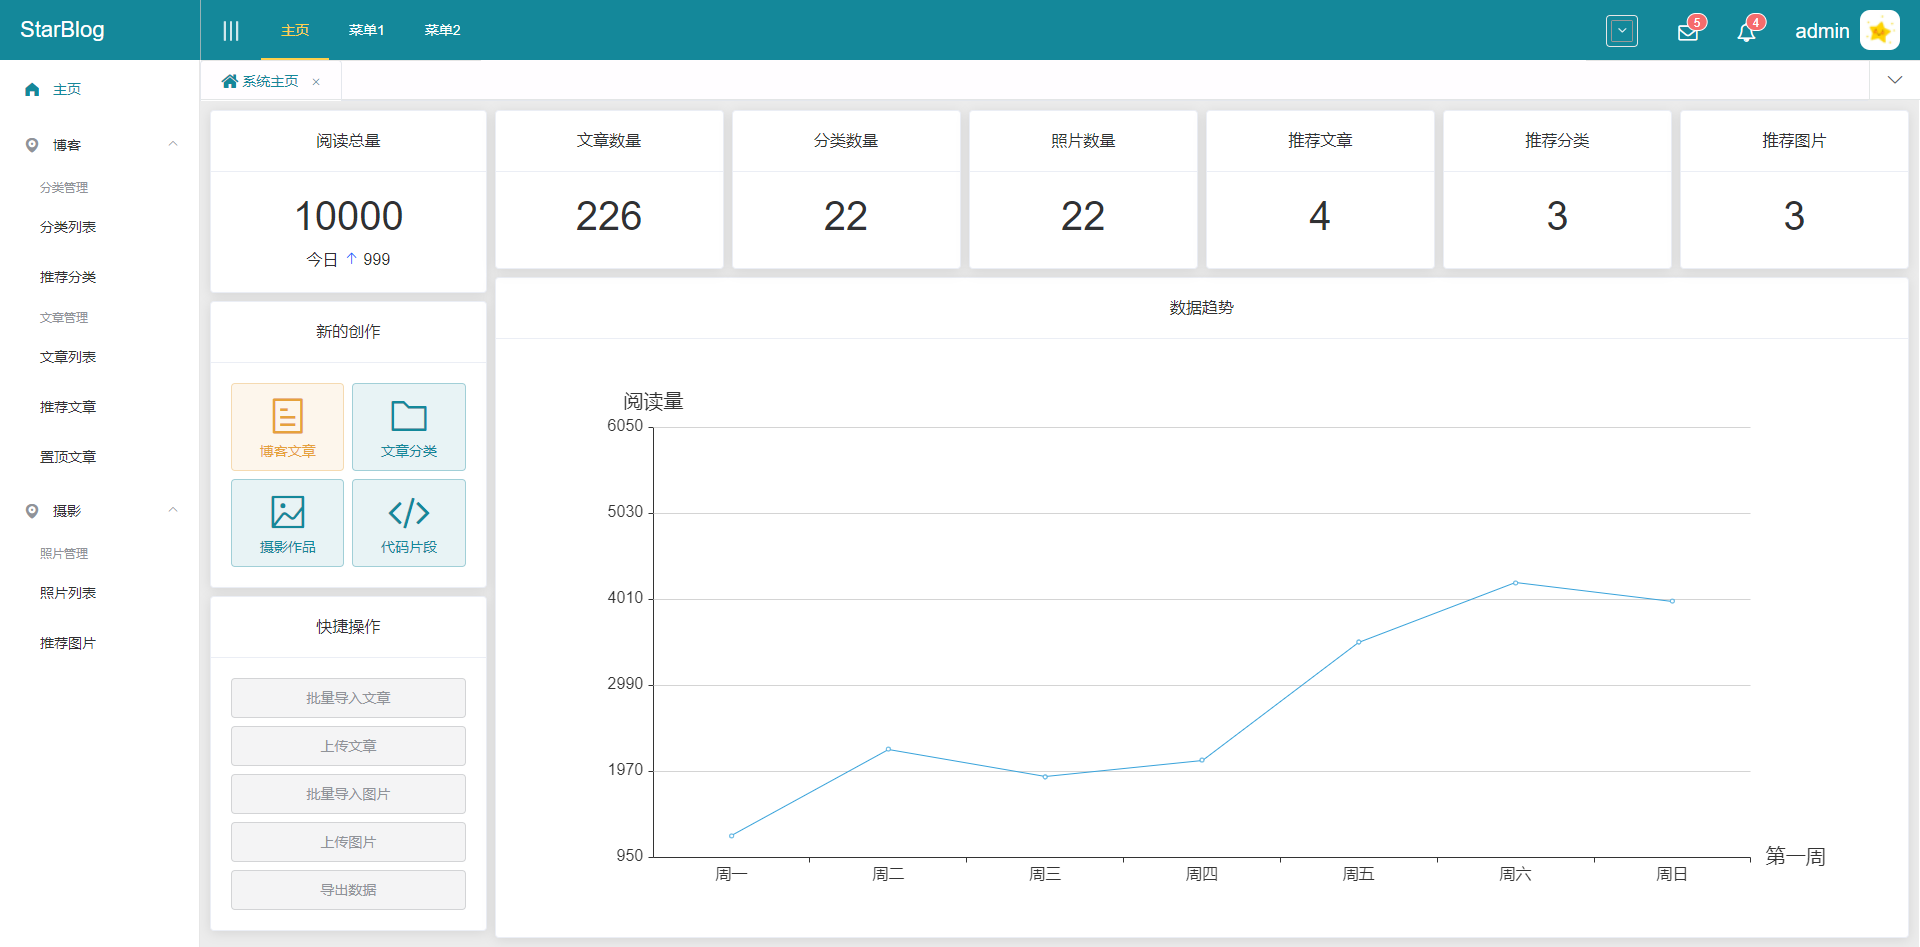 StarBlog
主页
菜单1
菜单2
5
4
admin
主页
博客
分类管理
分类列表
推荐分类
文章管理
文章列表
推荐文章
置顶文章
摄影
照片管理
照片列表
推荐图片
系统主页
阅读总量
10000
今日 ↑ 999
文章数量
226
分类数量
22
照片数量
22
推荐文章
4
推荐分类
3
推荐图片
3
新的创作
博客文章
文章分类
摄影作品
代码片段
快捷操作
批量导入文章
上传文章
批量导入图片
上传图片
导出数据
数据趋势
阅读量
6050
5030
4010
2990
1970
950
周一
周二
周三
周四
周五
周六
周日
第一周